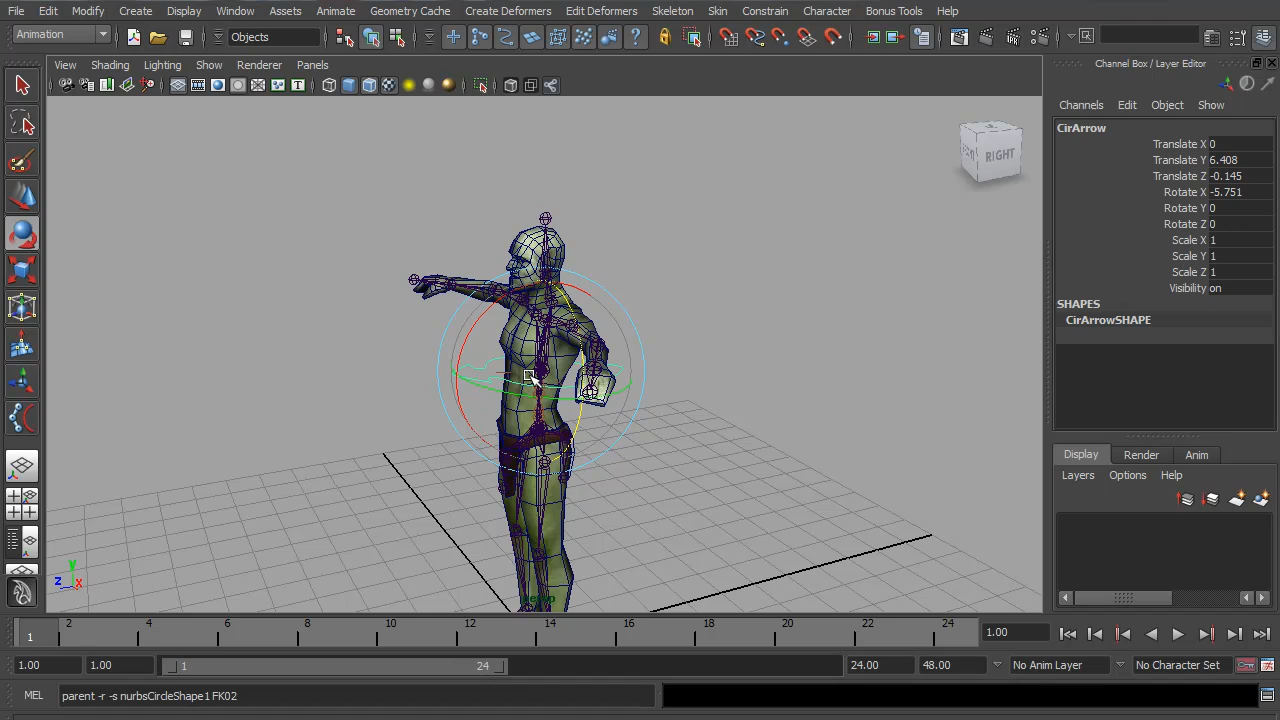 File Edit Modify Create Display Window Assets Animate Geometry Cache Create Deformers Edit Deformers Skeleton Skin Constrain Character Bonus Tools Help
Animation Objects ?
View Shading Lighting Show Renderer Panels
Channel Box / Layer Editor
Channels Edit Object Show
CirArrow
Translate X 0
Translate Y 6.408
Translate Z -0.145
Rotate X -5.751
Rotate Y 0
Rotate Z 0
Scale X 1
Scale Y 1
Scale Z 1
Visibility on
SHAPES
CirArrowSHAPE
RIGHT
y
z x
persp
Display Render Anim
Layers Options Help
1 2 4 6 8 10 12 14 16 18 20 22 24 1.00
1.00 1.00 1 24 24.00 48.00 No Anim Layer No Character Set
MEL parent -r -s nurbsCircleShape1 FK02